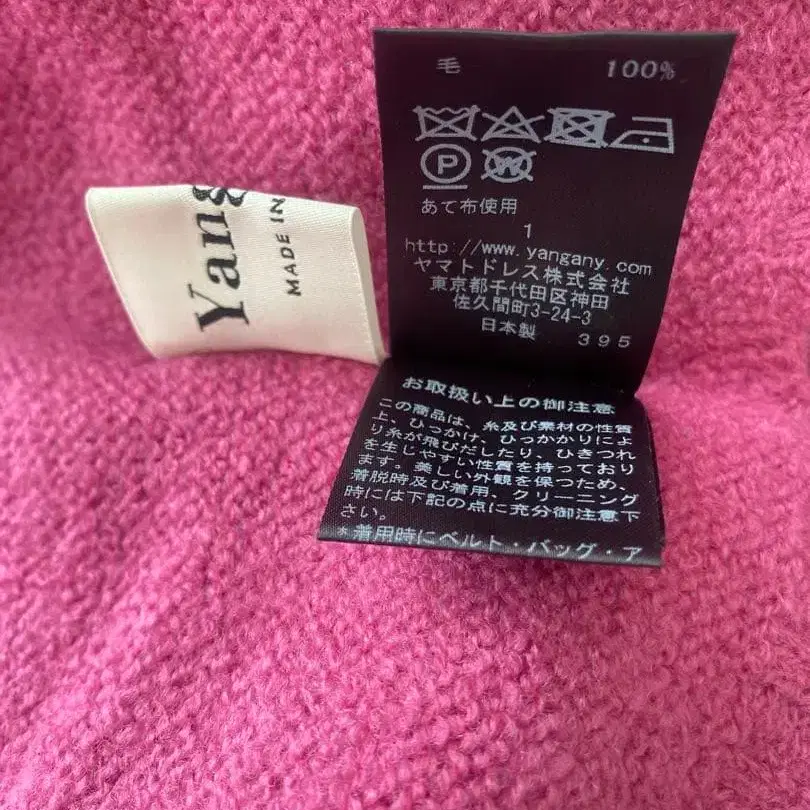 Yang
MADE IN
毛 100%
P
W
あて布使用
1
http://www.yangany.com
ヤマトドレス株式会社
東京都千代田区神田
佐久間町3-24-3
日本製 395
お取扱い上の御注意
この商品は、糸及び素材の性質
上、ひっかけ、ひっかかりによ
り糸が飛びだしたり、ひきつれ
を生じやすい性質を持っており
ます。美しい外観を保つため、
着脱時及び着用、クリーニング
時には下記の点に充分御注意下
さい。
*着用時にベルト・バッグ・ア